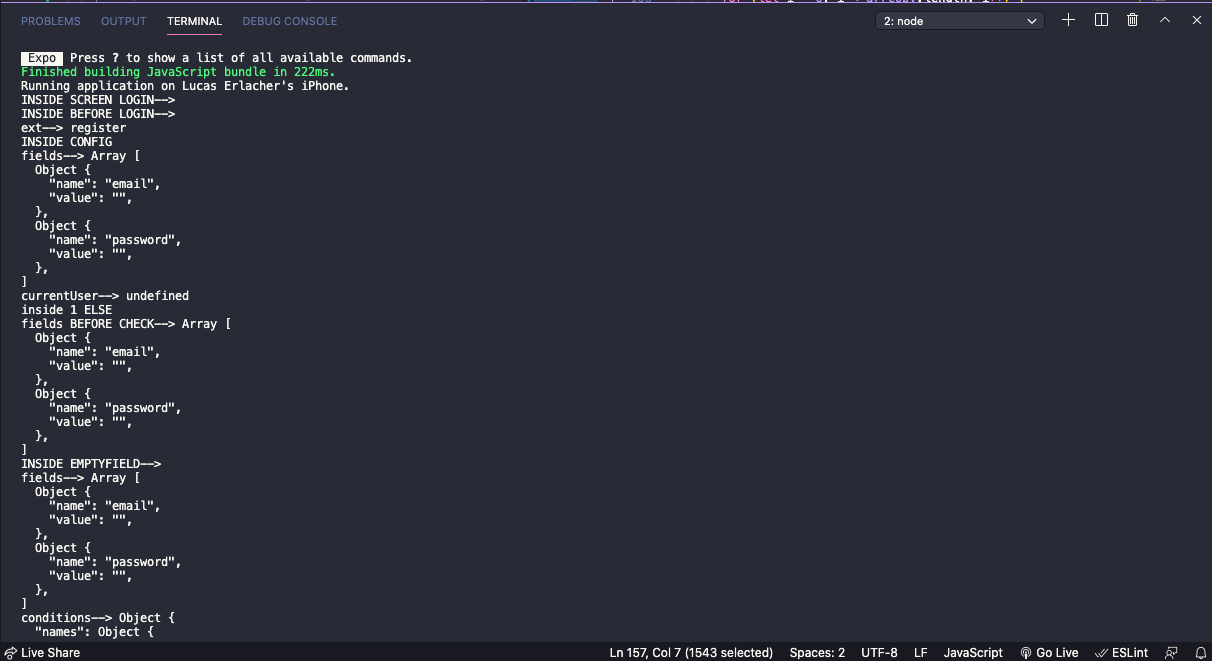 PROBLEMS OUTPUT TERMINAL DEBUG CONSOLE 2: node
Expo Press ? to show a list of all available commands.
Finished building JavaScript bundle in 222ms.
Running application on Lucas Erlacher's iPhone.
INSIDE SCREEN LOGIN-->
INSIDE BEFORE LOGIN-->
ext--> register
INSIDE CONFIG
fields--> Array [
  Object {
    "name": "email",
    "value": "",
  },
  Object {
    "name": "password",
    "value": "",
  },
]
currentUser--> undefined
inside 1 ELSE
fields BEFORE CHECK--> Array [
  Object {
    "name": "email",
    "value": "",
  },
  Object {
    "name": "password",
    "value": "",
  },
]
INSIDE EMPTYFIELD-->
fields--> Array [
  Object {
    "name": "email",
    "value": "",
  },
  Object {
    "name": "password",
    "value": "",
  },
]
conditions--> Object {
  "names": Object {
Live Share Ln 157, Col 7 (1543 selected) Spaces: 2 UTF-8 LF JavaScript Go Live ESLint